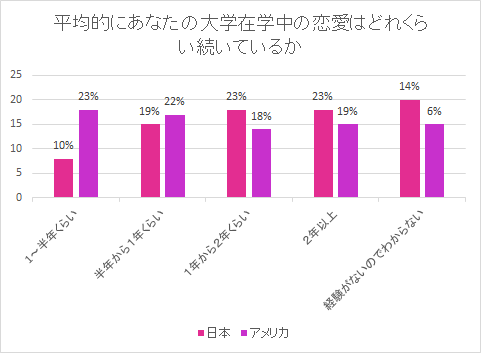 平均的にあなたの大学在学中の恋愛はどれくら
い続いているか
25
20
15
10
5
0
10%
23%
19%
22%
23%
18%
23%
19%
14%
6%
1～半年くらい
半年から1年くらい
1年から2年くらい
2年以上
経験がないのでわからない
日本
アメリカ